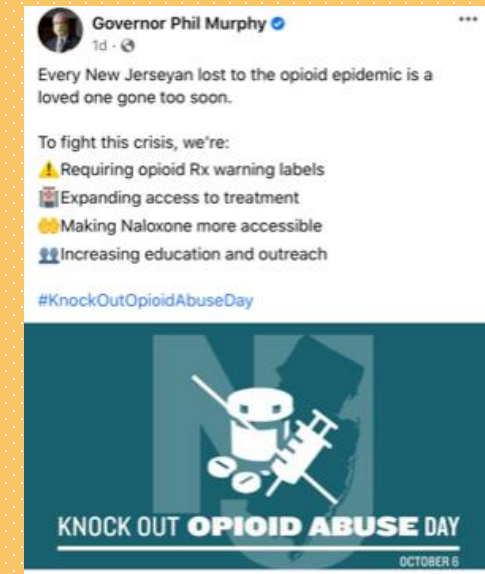 Governor Phil Murphy
1d ·
Every New Jerseyan lost to the opioid epidemic is a
loved one gone too soon.
To fight this crisis, we're:
⚠️Requiring opioid Rx warning labels
🏥Expanding access to treatment
🤲Making Naloxone more accessible
👥Increasing education and outreach
#KnockOutOpioidAbuseDay
NJ
KNOCK OUT OPIOID ABUSE DAY
OCTOBER 6